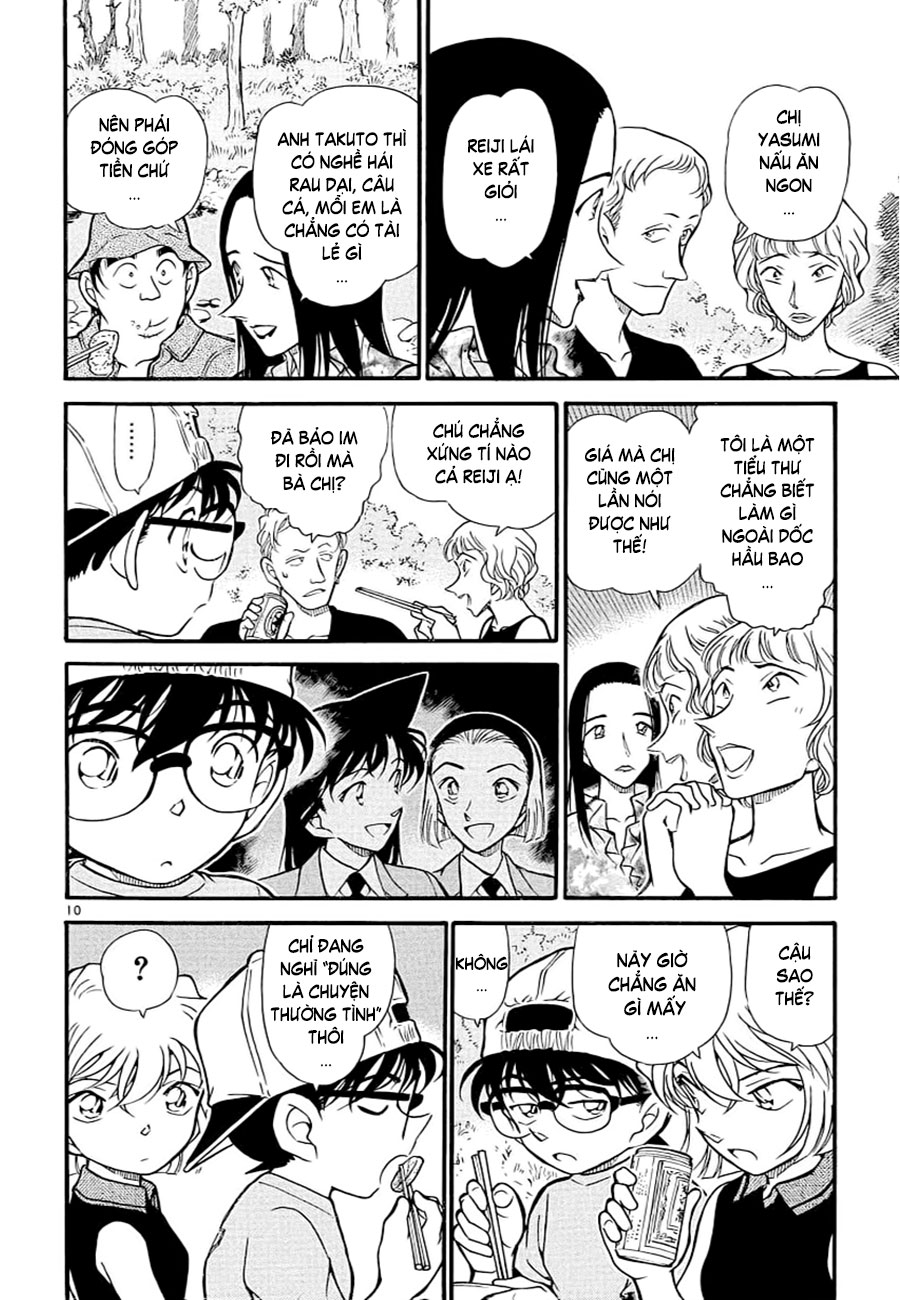 CHỊ
YASUMI
NẤU ĂN
NGON
...
REIJI LÁI
XE RẤT
GIỎI
...
ANH TAKUTO THÌ
CÓ NGHỀ HÁI
RAU DẠI, CÂU
CÁ, MỖI EM LÀ
CHẲNG CÓ TÀI
LẺ GÌ
...
NÊN PHẢI
ĐÓNG GÓP
TIỀN CHỨ
...
TÔI LÀ MỘT
TIỂU THƯ
CHẲNG BIẾT
LÀM GÌ
NGOÀI DỐC
HẦU BAO
...
GIÁ MÀ CHỊ
CŨNG MỘT
LẦN NÓI
ĐƯỢC NHƯ
THẾ!
CHÚ CHẲNG
XỨNG TÍ NÀO
CẢ REIJI Ạ!
ĐÃ BẢO IM
ĐI RỒI MÀ
BÀ CHỊ?
.......
10
CẬU
SAO
THẾ?
NÃY GIỜ
CHẲNG ĂN
GÌ MẤY
...
KHÔNG
...
CHỈ ĐANG
NGHĨ "ĐÚNG
LÀ CHUYỆN
THƯỜNG TÌNH"
THÔI
...
?